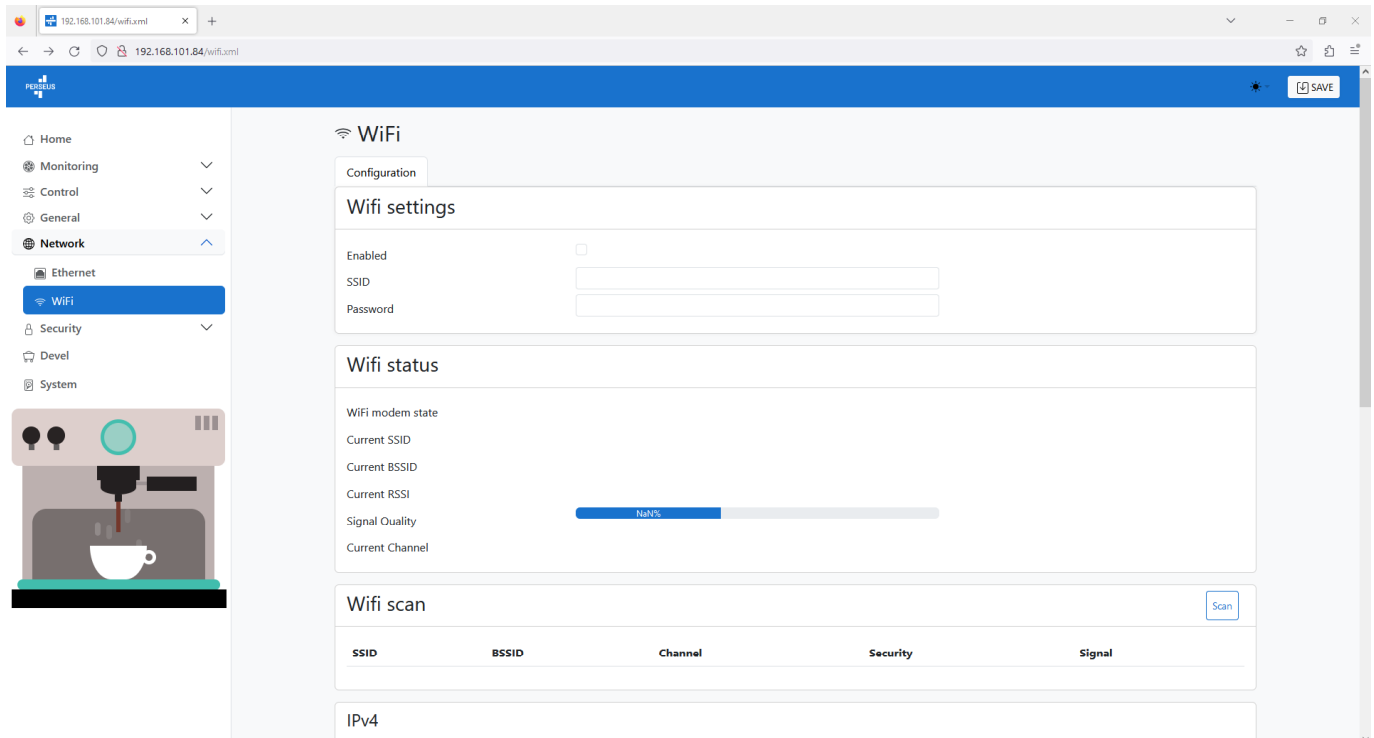 192.168.101.84/wifi.xml
192.168.101.84/wifi.xml
PERSEUS
SAVE
Home
Monitoring
Control
General
Network
Ethernet
WiFi
Security
Devel
System
WiFi
Configuration
Wifi settings
Enabled
SSID
Password
Wifi status
WiFi modem state
Current SSID
Current BSSID
Current RSSI
Signal Quality NaN%
Current Channel
Wifi scan Scan
SSID BSSID Channel Security Signal
IPv4